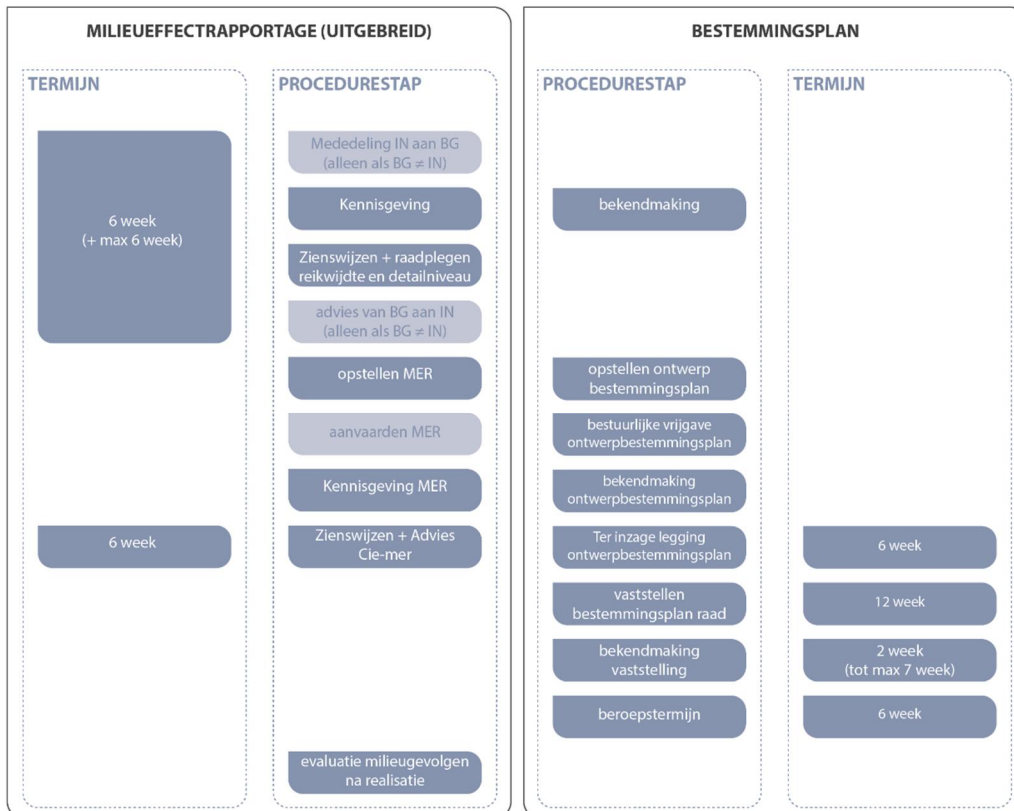 MILIEUEFFECTRAPPORTAGE (UITGEBREID)
TERMIJN
6 week
(+ max 6 week)
6 week
PROCEDURESTAP
Mededeling IN aan BG
(alleen als BG ≠ IN)
Kennisgeving
Zienswijzen + raadplegen
reikwijdte en detailniveau
advies van BG aan IN
(alleen als BG ≠ IN)
opstellen MER
aanvaarden MER
Kennisgeving MER
Zienswijzen + Advies
Cie-mer
evaluatie milieugevolgen
na realisatie
BESTEMMINGSPLAN
PROCEDURESTAP
bekendmaking
opstellen ontwerp
bestemmingsplan
bestuurlijke vrijgave
ontwerpbestemmingsplan
bekendmaking
ontwerpbestemmingsplan
Ter inzage legging
ontwerpbestemmingsplan
vaststellen
bestemmingsplan raad
bekendmaking
vaststelling
beroepstermijn
TERMIJN
6 week
12 week
2 week
(tot max 7 week)
6 week